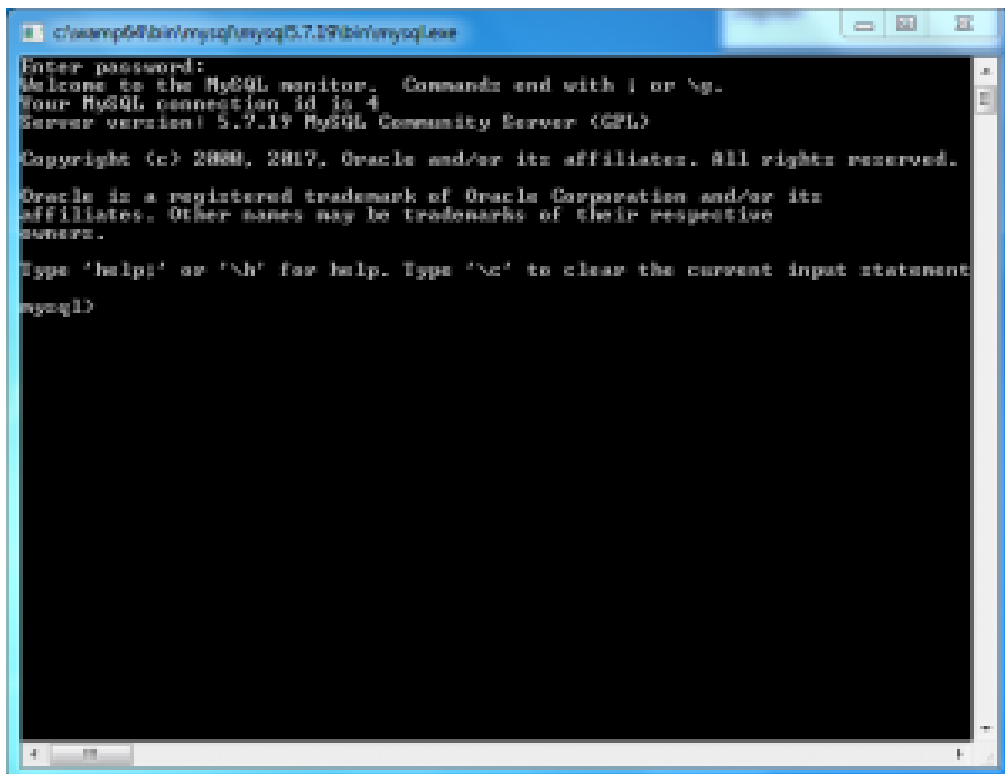 c:\wamp64\bin\mysql\mysql5.7.19\bin\mysql.exe
Enter password:
Welcome to the MySQL monitor.  Commands end with ; or \g.
Your MySQL connection id is 4
Server version: 5.7.19 MySQL Community Server (GPL)
Copyright (c) 2000, 2017, Oracle and/or its affiliates. All rights reserved.
Oracle is a registered trademark of Oracle Corporation and/or its
affiliates. Other names may be trademarks of their respective
owners.
Type 'help;' or '\h' for help. Type '\c' to clear the current input statement
mysql>